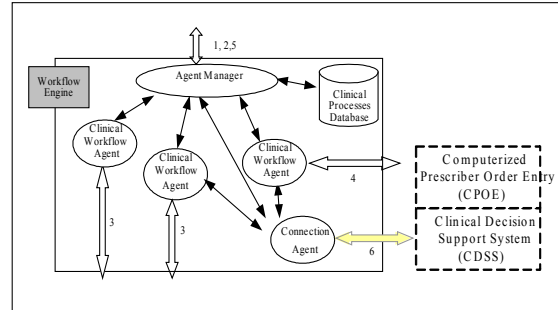 1, 2,5
Workflow
Engine
Agent Manager
Clinical
Processes
Database
Clinical
Workflow
Agent
Clinical
Workflow
Agent
Clinical
Workflow
Agent
4
Computerized
Prescriber Order Entry
(CPOE)
3
3
Connection
Agent
6
Clinical Decision
Support System
(CDSS)